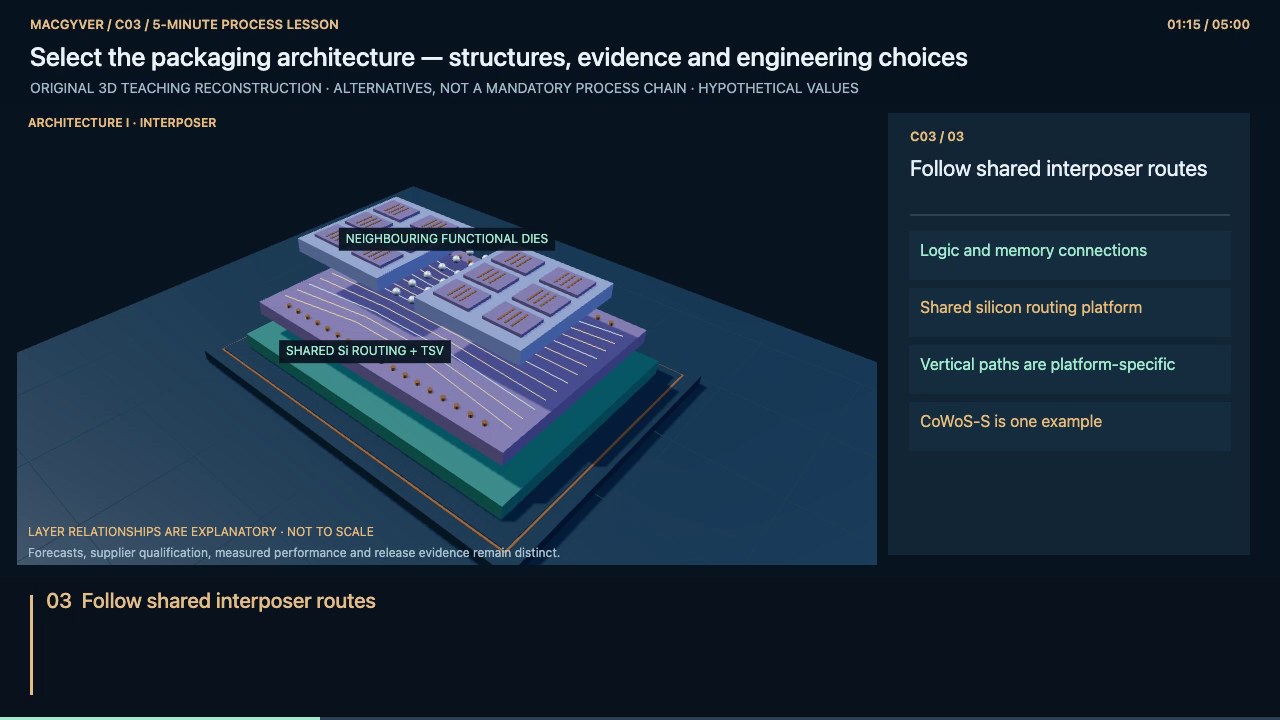 MACGYVER / C03 / 5-MINUTE PROCESS LESSON
01:15 / 05:00
Select the packaging architecture — structures, evidence and engineering choices
ORIGINAL 3D TEACHING RECONSTRUCTION · ALTERNATIVES, NOT A MANDATORY PROCESS CHAIN · HYPOTHETICAL VALUES
ARCHITECTURE I · INTERPOSER
NEIGHBOURING FUNCTIONAL DIES
SHARED Si ROUTING + TSV
LAYER RELATIONSHIPS ARE EXPLANATORY · NOT TO SCALE
Forecasts, supplier qualification, measured performance and release evidence remain distinct.
C03 / 03
Follow shared interposer routes
Logic and memory connections
Shared silicon routing platform
Vertical paths are platform-specific
CoWoS-S is one example
03 Follow shared interposer routes